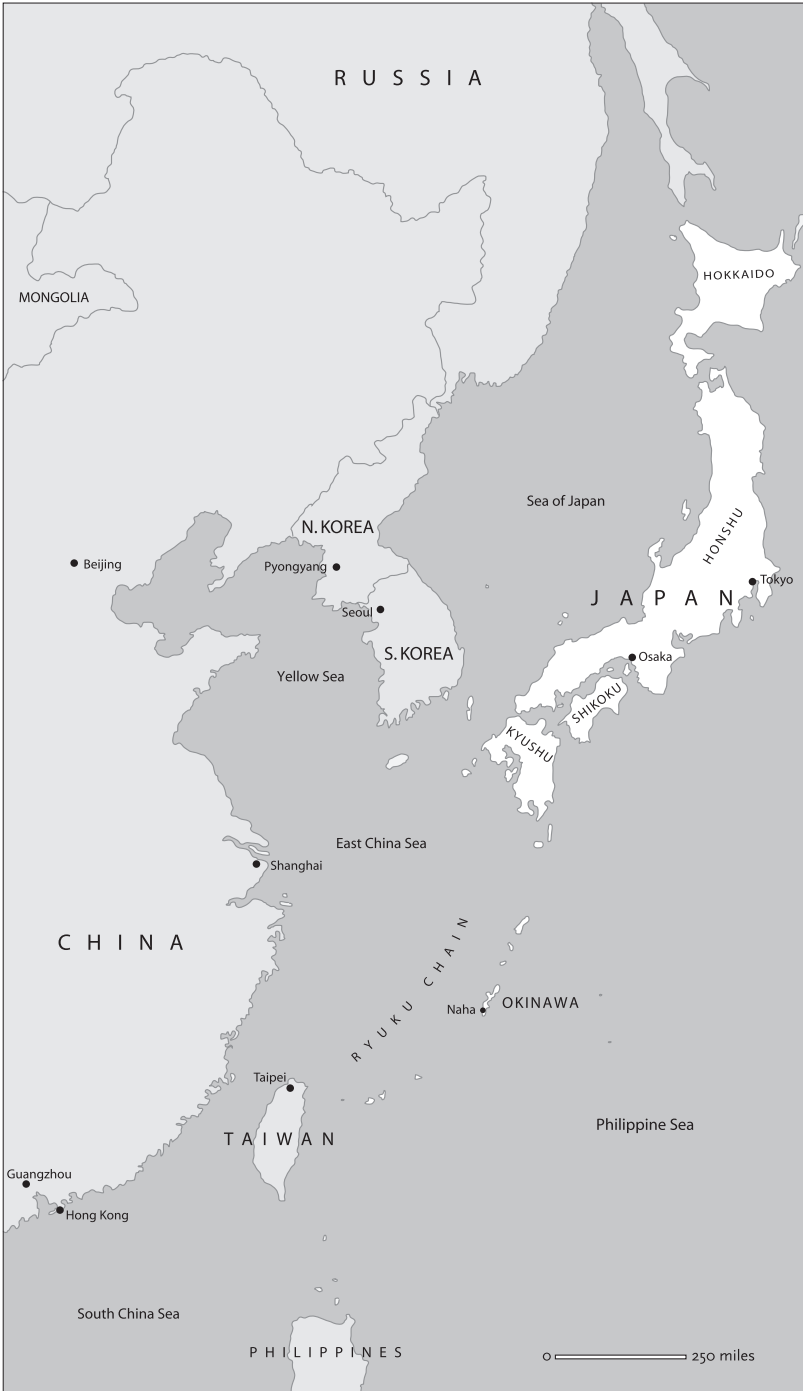 RUSSIA
HOKKAIDO
MONGOLIA
Sea of Japan
HONSHU
N. KOREA
Beijing
Pyongyang
Tokyo
JAPAN
Seoul
S. KOREA
Osaka
Yellow Sea
SHIKOKU
KYUSHU
East China Sea
Shanghai
CHINA
RYUKU CHAIN
Naha
OKINAWA
Taipei
Philippine Sea
TAIWAN
Guangzhou
Hong Kong
South China Sea
PHILIPPINES
0 250 miles